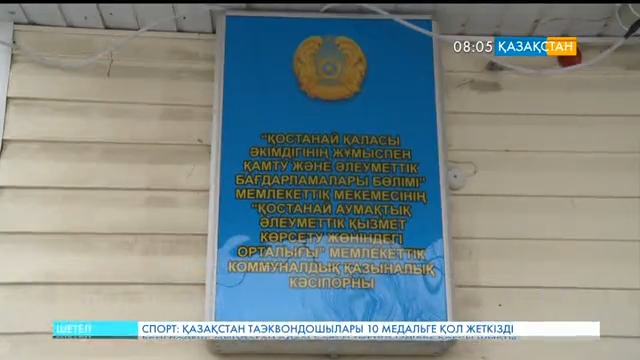 08:05 ҚАЗАҚСТАН
"ҚОСТАНАЙ ҚАЛАСЫ
ӘКІМДІГІНІҢ ЖҰМЫСПЕН
ҚАМТУ ЖӘНЕ ӘЛЕУМЕТТІК
БАҒДАРЛАМАЛАРЫ БӨЛІМІ"
МЕМЛЕКЕТТІК МЕКЕМЕСІНІҢ
"ҚОСТАНАЙ АУМАҚТЫҚ
ӘЛЕУМЕТТІК ҚЫЗМЕТ
КӨРСЕТУ ЖӨНІНДЕГІ
ОРТАЛЫҒЫ" МЕМЛЕКЕТТІК
КОММУНАЛДЫҚ ҚАЗЫНАЛЫҚ
КӘСІПОРНЫ
СПОРТ: ҚАЗАҚСТАН ТАЭКВОНДОШЫЛАРЫ 10 МЕДАЛЬГЕ ҚОЛ ЖЕТКІЗДІ